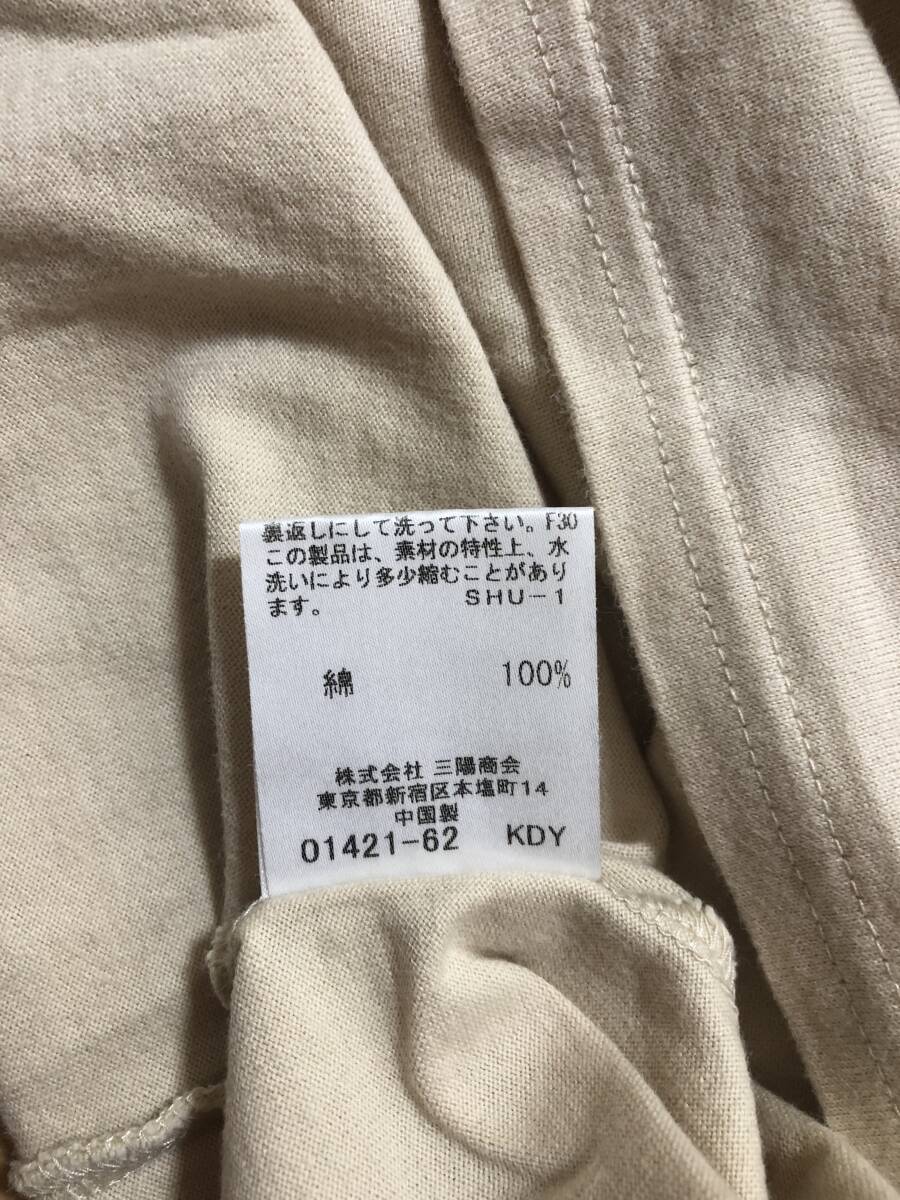 裏返しにして洗って下さい。F30
この製品は、素材の特性上、水
洗いにより多少縮むことがあり
ます。 SHU-1
綿 100%
株式会社 三陽商会
東京都新宿区本塩町14
中国製
01421-62 KDY